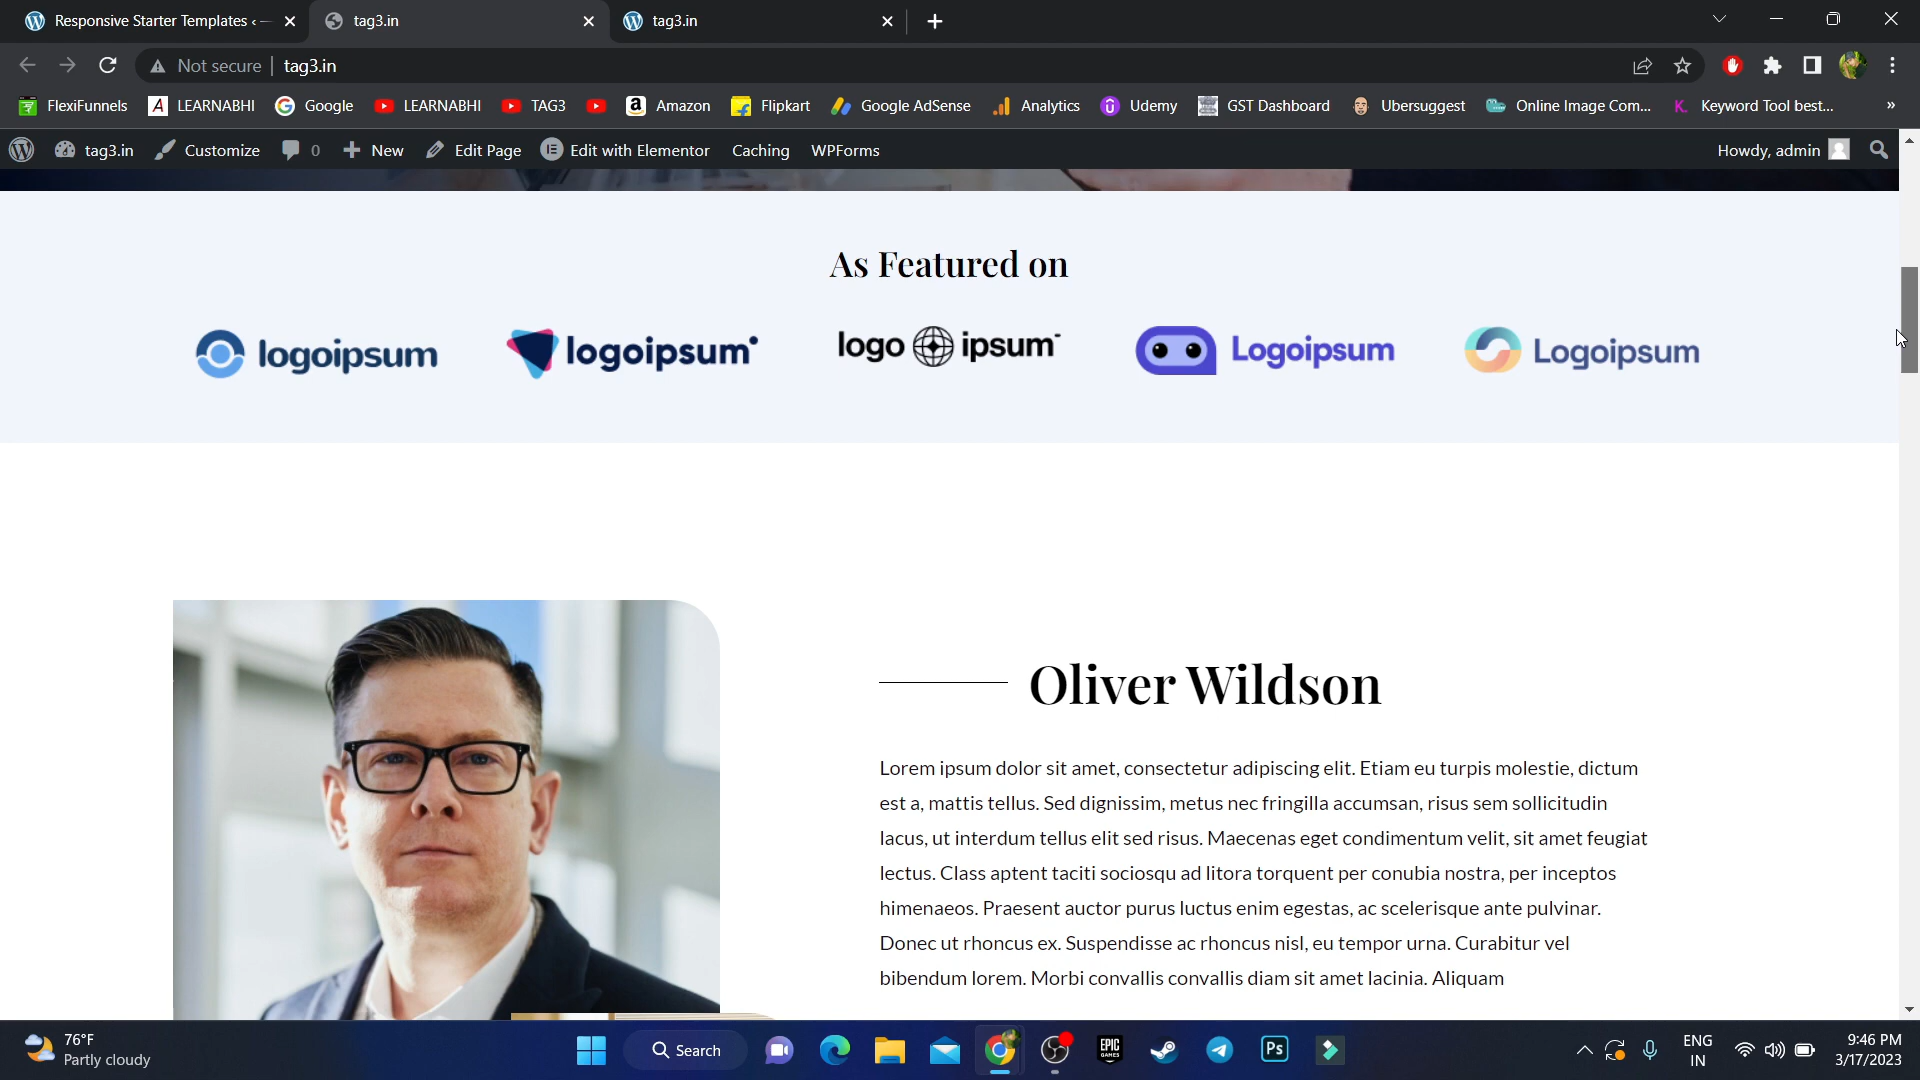 Responsive Starter Templates ‹ —
tag3.in
tag3.in
Not secure
tag3.in
FlexiFunnels
LEARNABHI
Google
LEARNABHI
TAG3
Amazon
Flipkart
Google AdSense
Analytics
Udemy
GST Dashboard
Ubersuggest
Online Image Com...
Keyword Tool best...
»
tag3.in
Customize
0
New
Edit Page
Edit with Elementor
Caching
WPForms
Howdy, admin
As Featured on
logoipsum
logoipsum
logo ipsum
Logoipsum
Logoipsum
Oliver Wildson
Lorem ipsum dolor sit amet, consectetur adipiscing elit. Etiam eu turpis molestie, dictum
est a, mattis tellus. Sed dignissim, metus nec fringilla accumsan, risus sem sollicitudin
lacus, ut interdum tellus elit sed risus. Maecenas eget condimentum velit, sit amet feugiat
lectus. Class aptent taciti sociosqu ad litora torquent per conubia nostra, per inceptos
himenaeos. Praesent auctor purus luctus enim egestas, ac scelerisque ante pulvinar.
Donec ut rhoncus ex. Suspendisse ac rhoncus nisl, eu tempor urna. Curabitur vel
bibendum lorem. Morbi convallis convallis diam sit amet lacinia. Aliquam
76°F
Partly cloudy
Search
EPIC
GAMES
Ps
ENG
IN
9:46 PM
3/17/2023